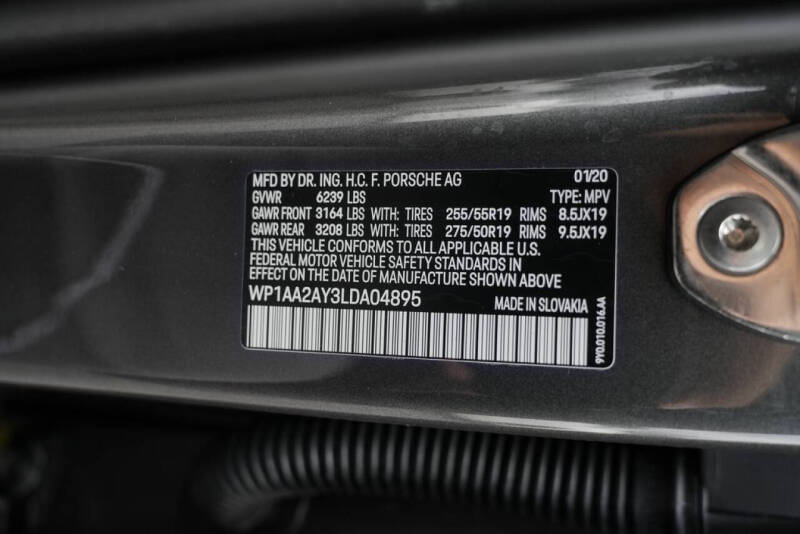 MFD BY DR. ING. H.C. F. PORSCHE AG 01/20
GVWR 6239 LBS TYPE: MPV
GAWR FRONT 3164 LBS WITH: TIRES 255/55R19 RIMS 8.5JX19
GAWR REAR 3208 LBS WITH: TIRES 275/50R19 RIMS 9.5JX19
THIS VEHICLE CONFORMS TO ALL APPLICABLE U.S.
FEDERAL MOTOR VEHICLE SAFETY STANDARDS IN
EFFECT ON THE DATE OF MANUFACTURE SHOWN ABOVE
WP1AA2AY3LDA04895 MADE IN SLOVAKIA
9Y0.010.016.AA